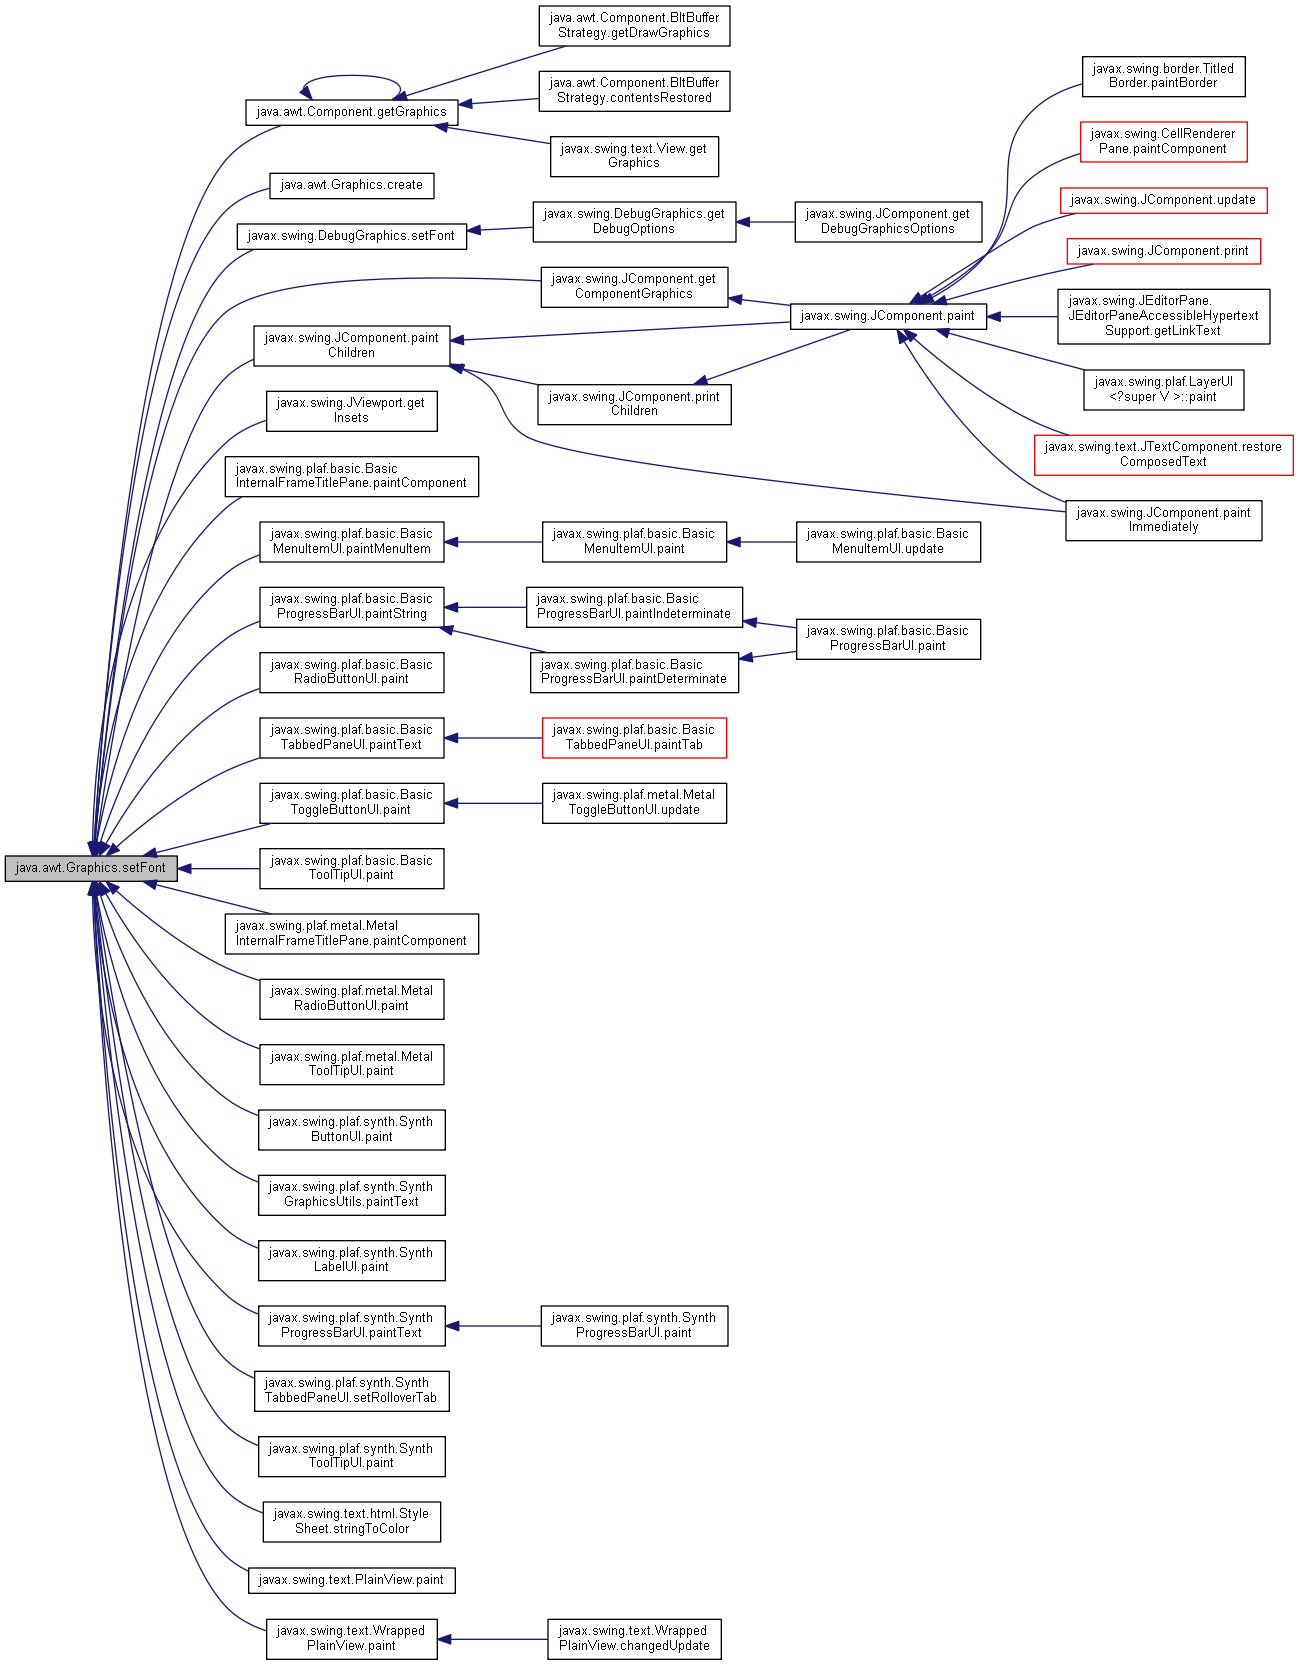 java.awt.Component.BltBuffer
Strategy.getDrawGraphics
java.awt.Component.BltBuffer
Strategy.contentsRestored
java.awt.Component.getGraphics
javax.swing.text.View.get
Graphics
java.awt.Graphics.create
javax.swing.DebugGraphics.setFont
javax.swing.DebugGraphics.get
DebugOptions
javax.swing.JComponent.get
DebugGraphicsOptions
javax.swing.JComponent.get
ComponentGraphics
javax.swing.JComponent.paint
javax.swing.border.Titled
Border.paintBorder
javax.swing.CellRenderer
Pane.paintComponent
javax.swing.JComponent.update
javax.swing.JComponent.print
javax.swing.JEditorPane.
JEditorPaneAccessibleHypertext
Support.getLinkText
javax.swing.plaf.LayerUI
<?super V >::paint
javax.swing.text.JTextComponent.restore
ComposedText
javax.swing.JComponent.paint
Immediately
javax.swing.JComponent.paint
Children
javax.swing.JComponent.print
Children
javax.swing.JViewport.get
Insets
javax.swing.plaf.basic.Basic
InternalFrameTitlePane.paintComponent
javax.swing.plaf.basic.Basic
MenuItemUI.paintMenuItem
javax.swing.plaf.basic.Basic
MenuItemUI.paint
javax.swing.plaf.basic.Basic
MenuItemUI.update
javax.swing.plaf.basic.Basic
ProgressBarUI.paintString
javax.swing.plaf.basic.Basic
ProgressBarUI.paintIndeterminate
javax.swing.plaf.basic.Basic
ProgressBarUI.paint
javax.swing.plaf.basic.Basic
ProgressBarUI.paintDeterminate
javax.swing.plaf.basic.Basic
RadioButtonUI.paint
javax.swing.plaf.basic.Basic
TabbedPaneUI.paintText
javax.swing.plaf.basic.Basic
TabbedPaneUI.paintTab
javax.swing.plaf.basic.Basic
ToggleButtonUI.paint
javax.swing.plaf.metal.Metal
ToggleButtonUI.update
java.awt.Graphics.setFont
javax.swing.plaf.basic.Basic
ToolTipUI.paint
javax.swing.plaf.metal.Metal
InternalFrameTitlePane.paintComponent
javax.swing.plaf.metal.Metal
RadioButtonUI.paint
javax.swing.plaf.metal.Metal
ToolTipUI.paint
javax.swing.plaf.synth.Synth
ButtonUI.paint
javax.swing.plaf.synth.Synth
GraphicsUtils.paintText
javax.swing.plaf.synth.Synth
LabelUI.paint
javax.swing.plaf.synth.Synth
ProgressBarUI.paintText
javax.swing.plaf.synth.Synth
ProgressBarUI.paint
javax.swing.plaf.synth.Synth
TabbedPaneUI.setRolloverTab
javax.swing.plaf.synth.Synth
ToolTipUI.paint
javax.swing.text.html.Style
Sheet.stringToColor
javax.swing.text.PlainView.paint
javax.swing.text.Wrapped
PlainView.paint
javax.swing.text.Wrapped
PlainView.changedUpdate